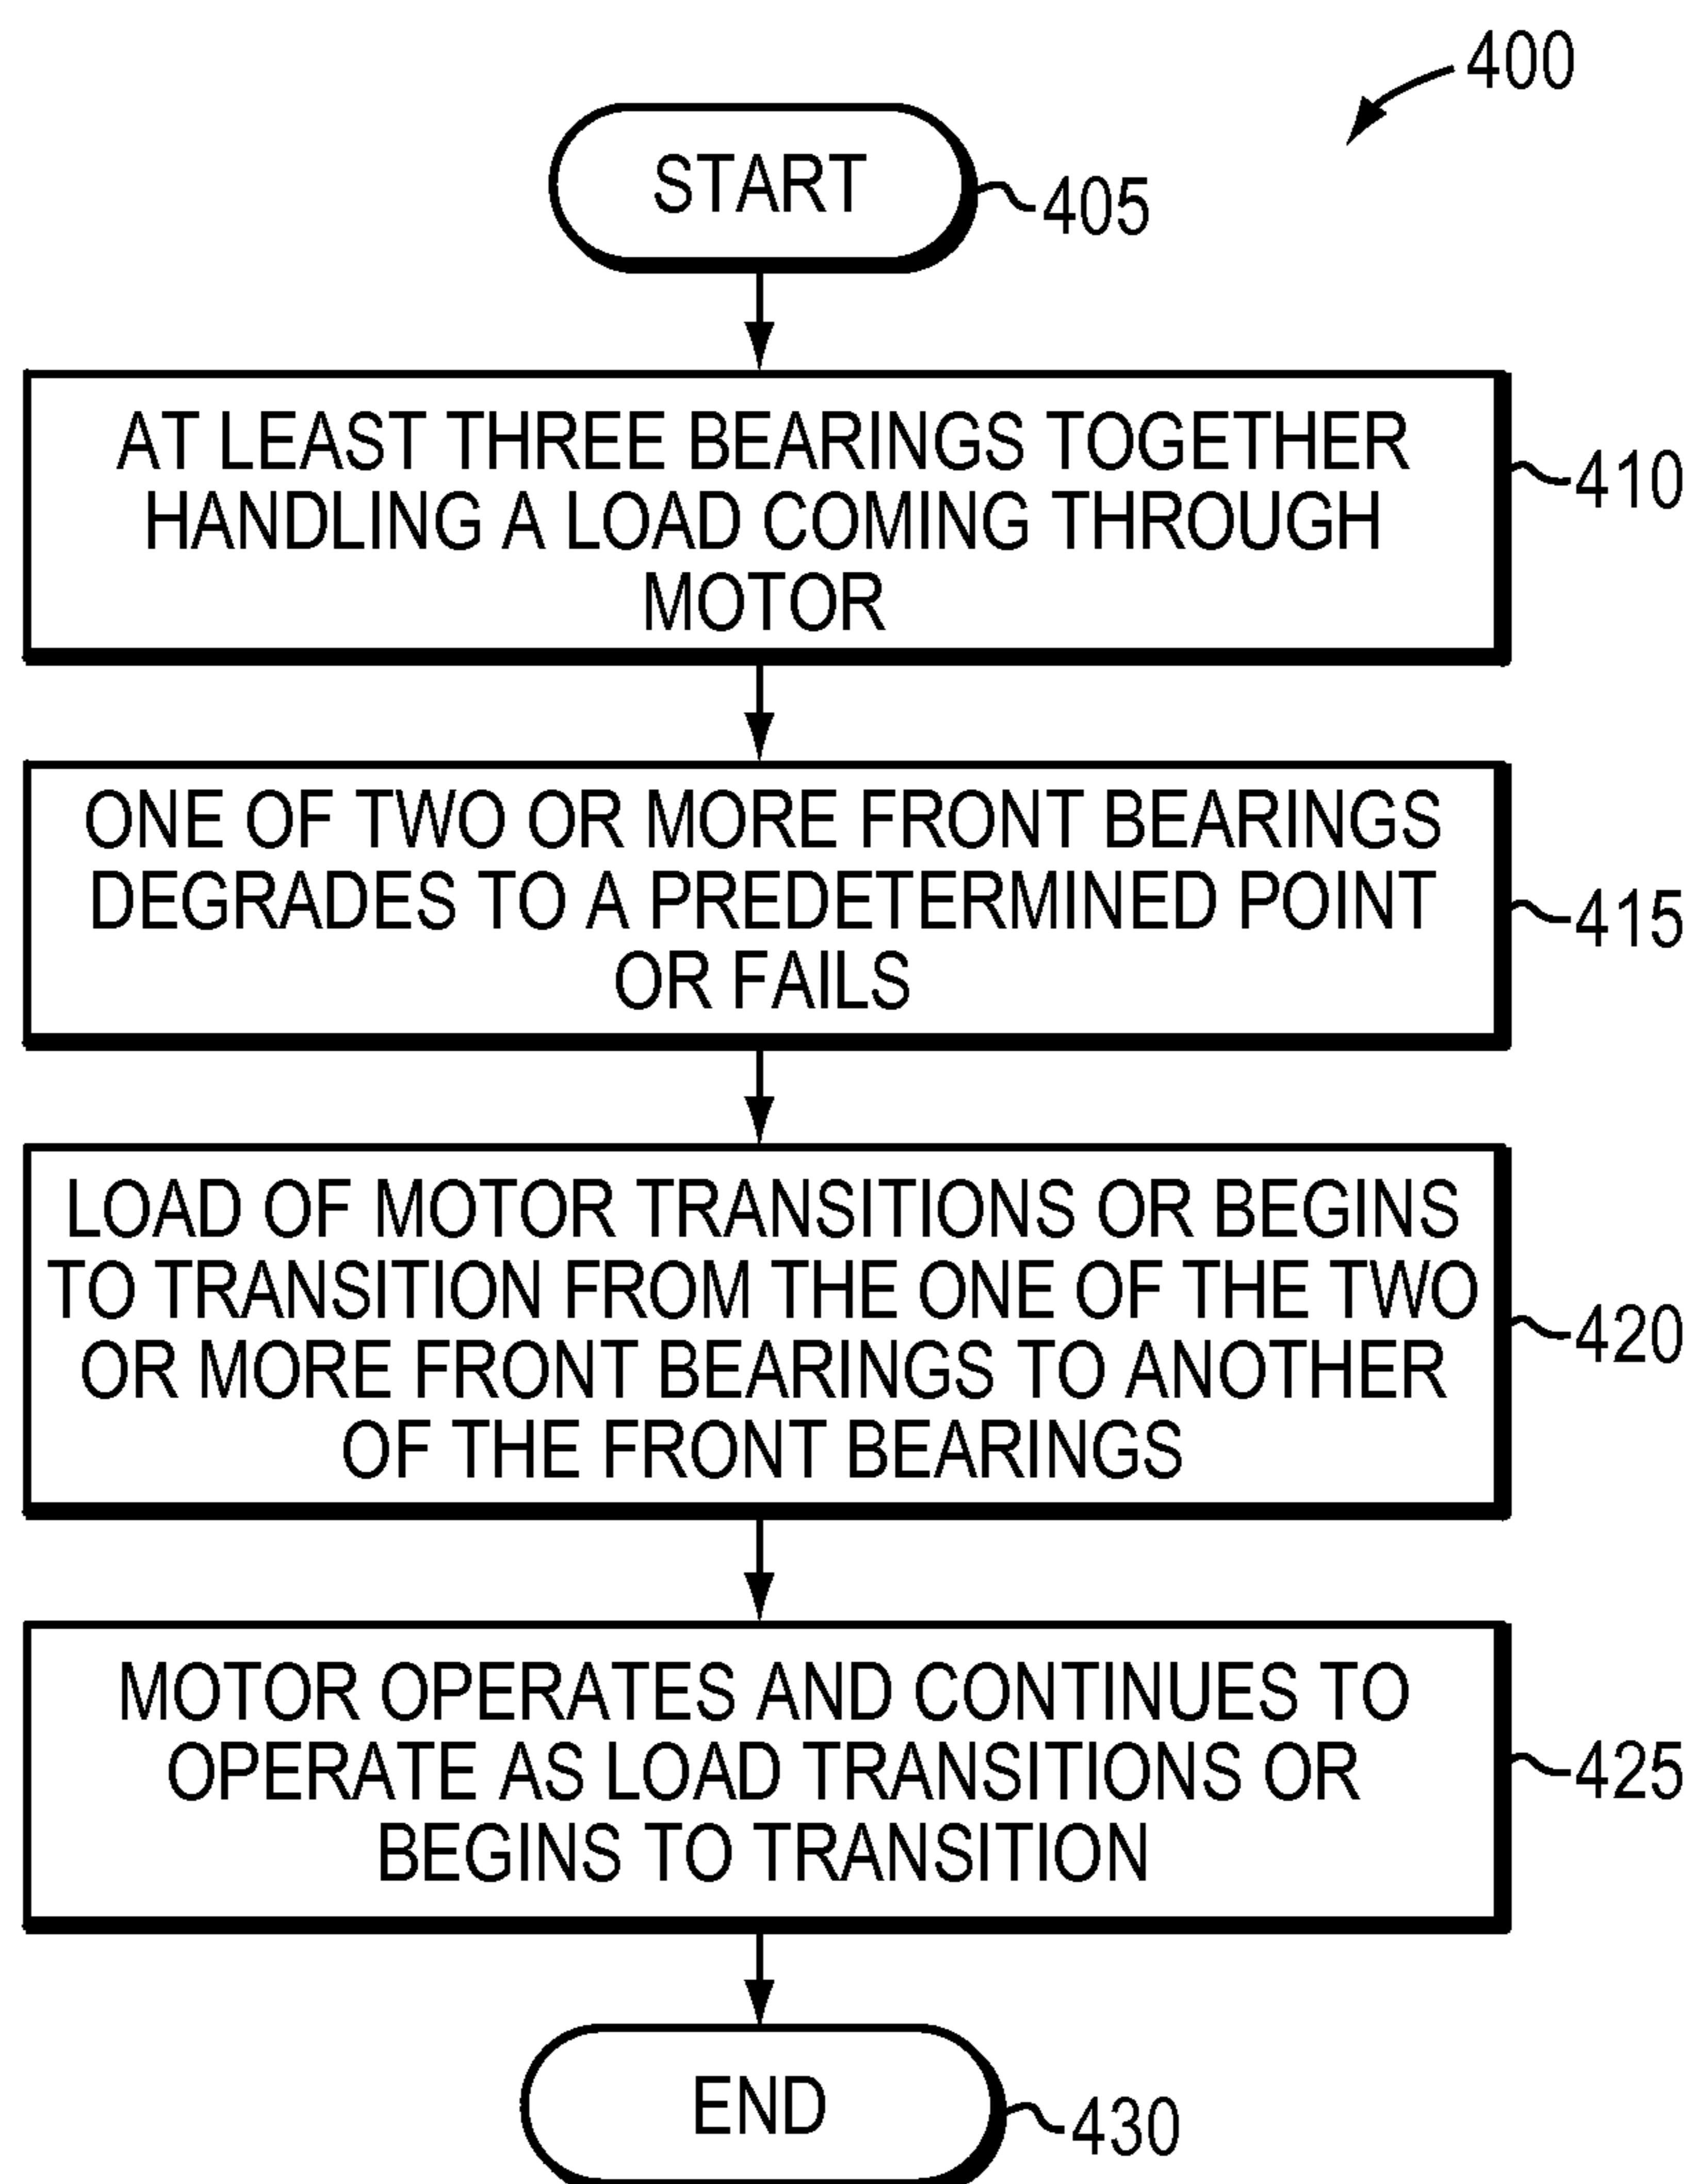 400
START
405
AT LEAST THREE BEARINGS TOGETHER
HANDLING A LOAD COMING THROUGH
MOTOR
410
ONE OF TWO OR MORE FRONT BEARINGS
DEGRADES TO A PREDETERMINED POINT
OR FAILS
415
LOAD OF MOTOR TRANSITIONS OR BEGINS
TO TRANSITION FROM THE ONE OF THE TWO
OR MORE FRONT BEARINGS TO ANOTHER
OF THE FRONT BEARINGS
420
MOTOR OPERATES AND CONTINUES TO
OPERATE AS LOAD TRANSITIONS OR
BEGINS TO TRANSITION
425
END
430